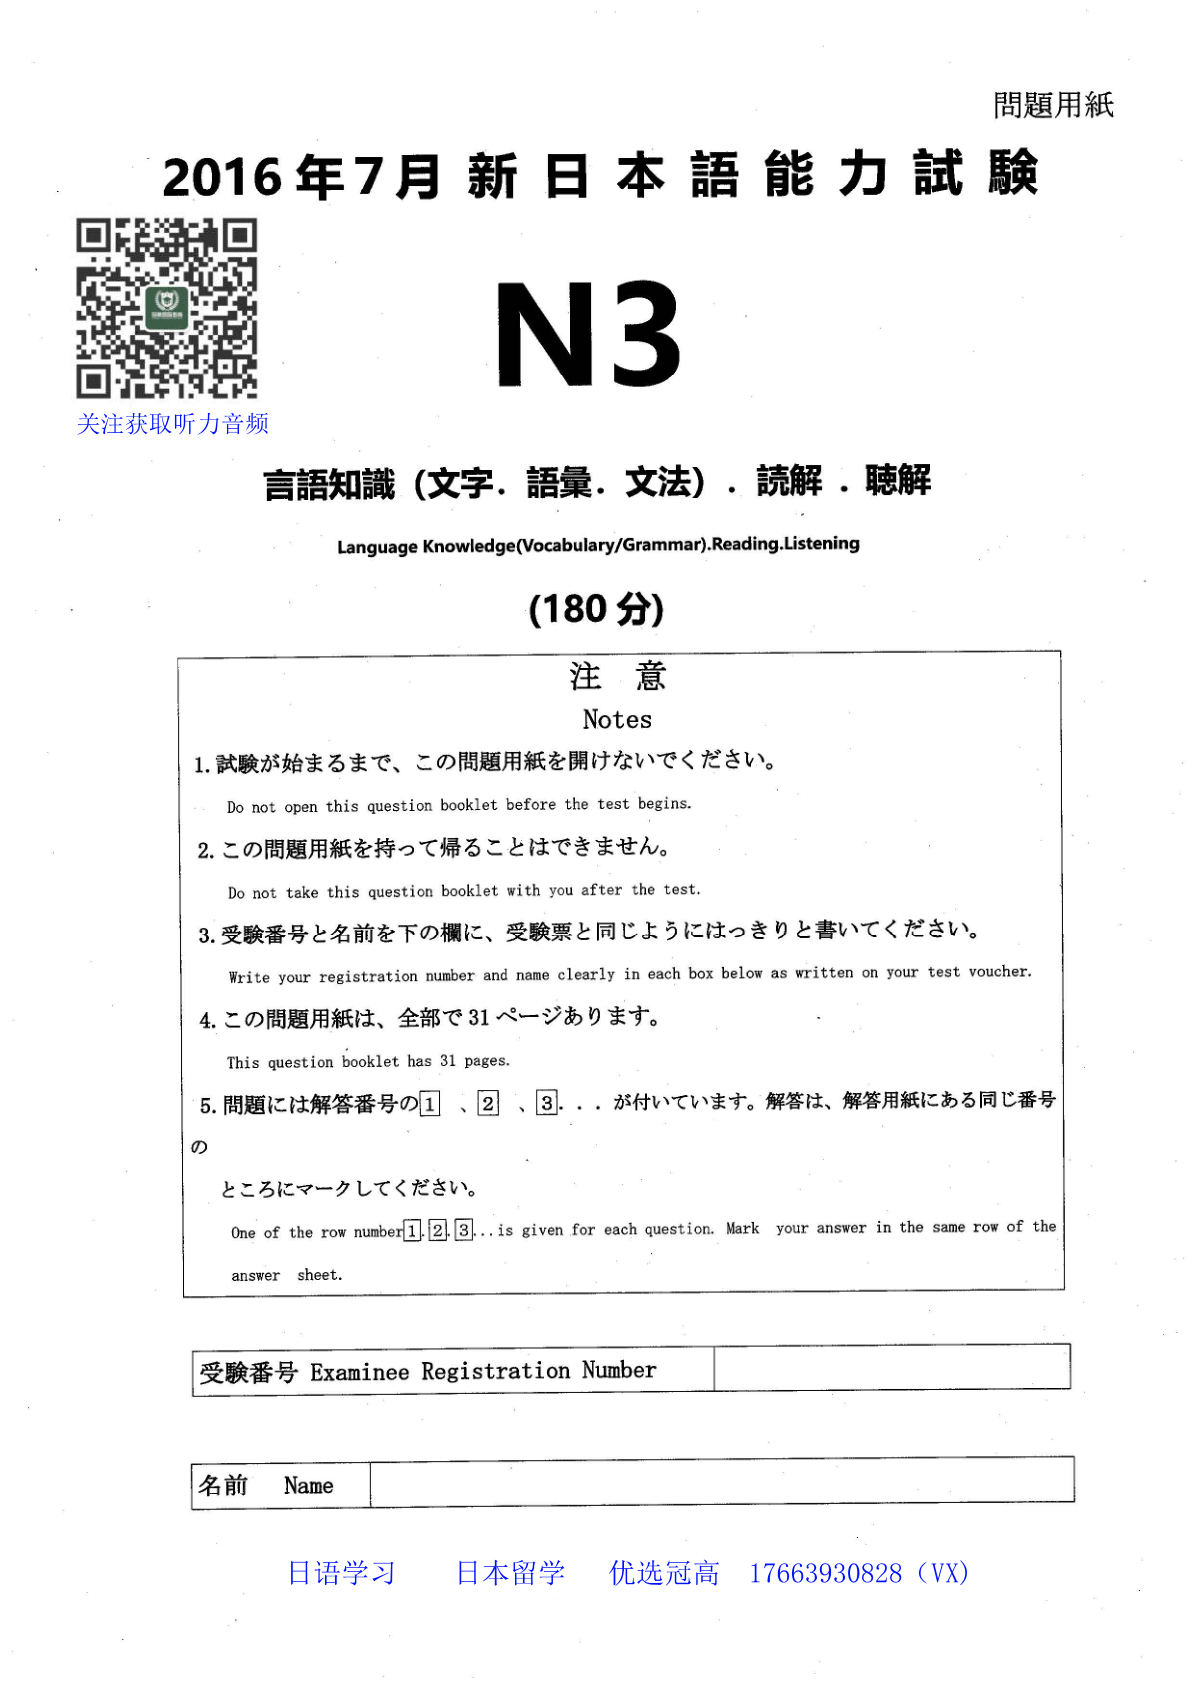 問題用紙
2016年7月新日本語能力試験
N3
关注获取听力音频
言語知識（文字．語彙．文法）．読解．聴解
Language Knowledge(Vocabulary/Grammar).Reading.Listening
(180分)
注 意
Notes
1.試験が始まるまで、この問題用紙を開けないでください。
Do not open this question booklet before the test begins.
2.この問題用紙を持って帰ることはできません。
Do not take this question booklet with you after the test.
3.受験番号と名前を下の欄に、受験票と同じようにはっきりと書いてください。
Write your registration number and name clearly in each box below as written on your test voucher.
4.この問題用紙は、全部で31ページあります。
This question booklet has 31 pages.
5.問題には解答番号の1、2、3...が付いています。解答は、解答用紙にある同じ番号
の
ところにマークしてください。
One of the row number1.2.3...is given for each question. Mark your answer in the same row of the
answer sheet.
受験番号 Examinee Registration Number
名前 Name
日语学习 日本留学 优选冠高 17663930828（VX)